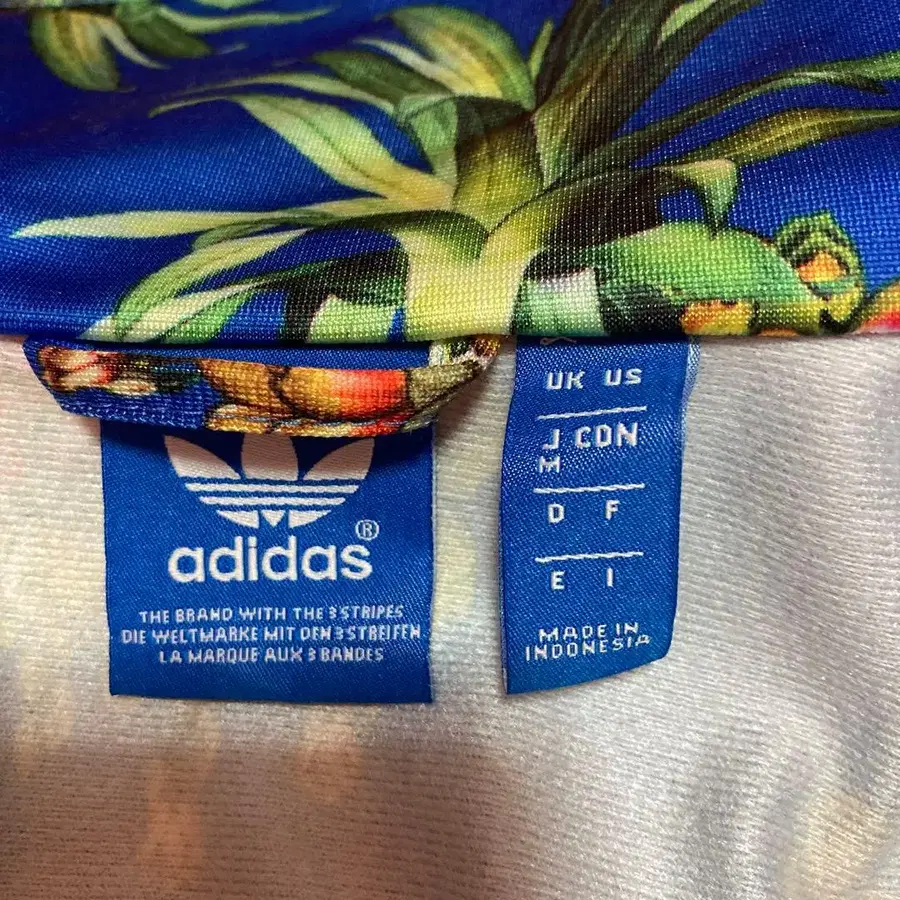 adidas®
THE BRAND WITH THE 3 STRIPES
DIE WELTMARKE MIT DEN 3 STREIFEN
LA MARQUE AUX 3 BANDES
UK US
J CDN
M
D F
E I
MADE IN
INDONESIA